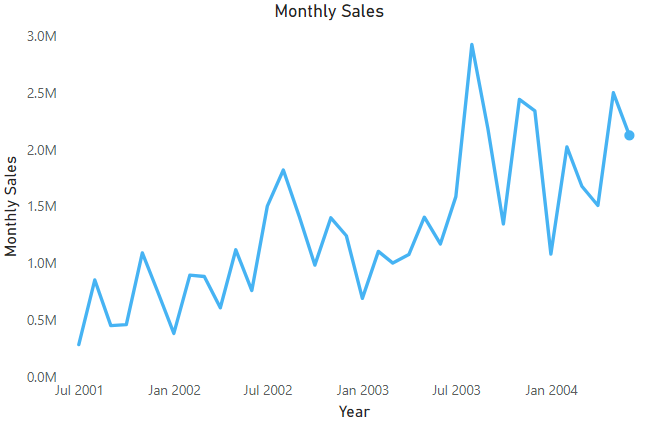 Monthly Sales
3.0M
2.5M
2.0M
1.5M
1.0M
0.5M
0.0M
Monthly Sales
Jul 2001 Jan 2002 Jul 2002 Jan 2003 Jul 2003 Jan 2004
Year